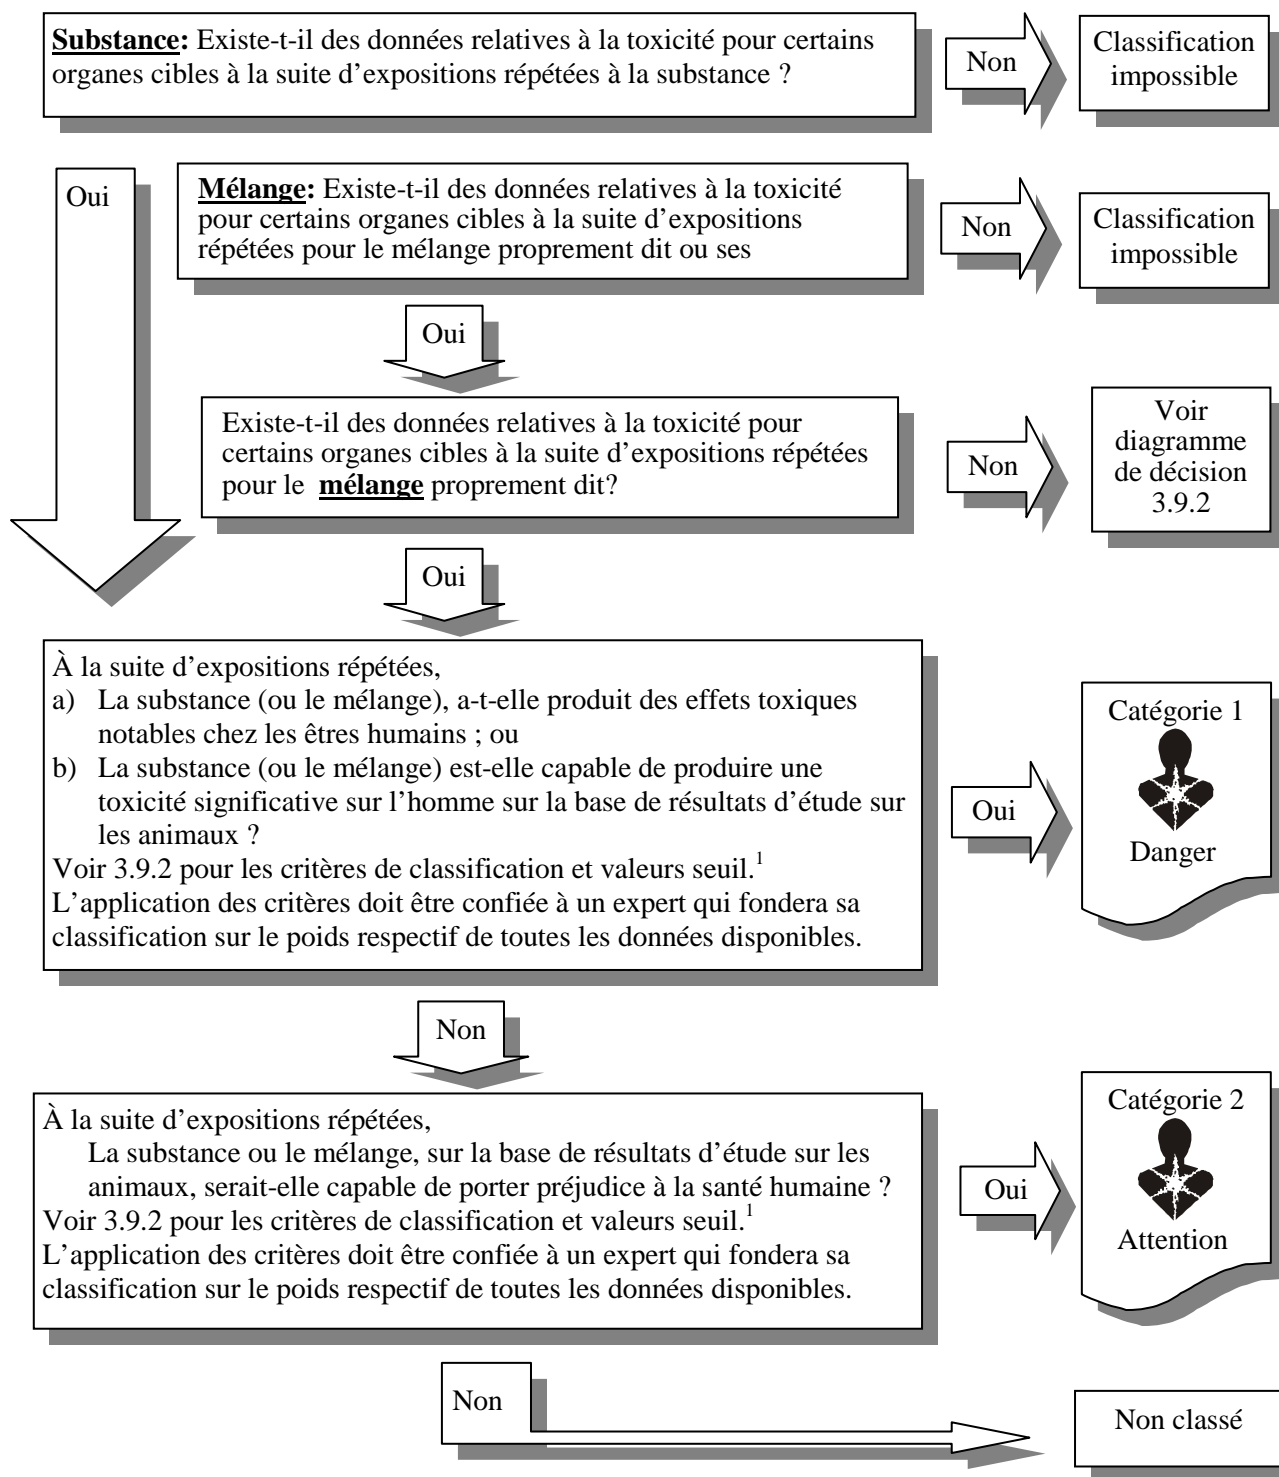 Substance: Existe-t-il des données relatives à la toxicité pour certains
organes cibles à la suite d'expositions répétées à la substance ?
Non
Classification
impossible
Oui
Mélange: Existe-t-il des données relatives à la toxicité
pour certains organes cibles à la suite d'expositions
répétées pour le mélange proprement dit ou ses
Non
Classification
impossible
Oui
Existe-t-il des données relatives à la toxicité pour
certains organes cibles à la suite d'expositions répétées
pour le mélange proprement dit?
Non
Voir
diagramme
de décision
3.9.2
Oui
À la suite d'expositions répétées,
a) La substance (ou le mélange), a-t-elle produit des effets toxiques
notables chez les êtres humains ; ou
b) La substance (ou le mélange) est-elle capable de produire une
toxicité significative sur l'homme sur la base de résultats d'étude sur
les animaux ?
Voir 3.9.2 pour les critères de classification et valeurs seuil.1
L'application des critères doit être confiée à un expert qui fondera sa
classification sur le poids respectif de toutes les données disponibles.
Oui
Catégorie 1
Danger
Non
À la suite d'expositions répétées,
La substance ou le mélange, sur la base de résultats d'étude sur les
animaux, serait-elle capable de porter préjudice à la santé humaine ?
Voir 3.9.2 pour les critères de classification et valeurs seuil.1
L'application des critères doit être confiée à un expert qui fondera sa
classification sur le poids respectif de toutes les données disponibles.
Oui
Catégorie 2
Attention
Non
Non classé